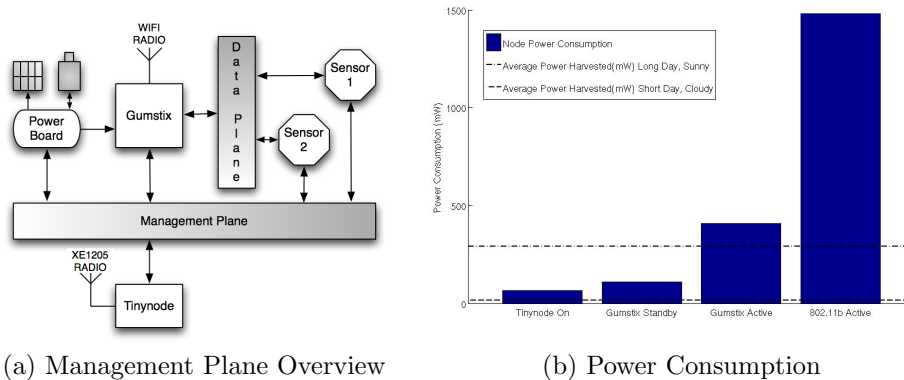 WIFI
RADIO
Power
Board
Gumstix
D
a
t
a
P
l
a
n
e
Sensor
1
Sensor
2
Management Plane
XE1205
RADIO
Tinynode
(a) Management Plane Overview
1500
1000
500
0
Power Consumption (mW)
Node Power Consumption
Average Power Harvested(mW) Long Day, Sunny
Average Power Harvested(mW) Short Day, Cloudy
Tinynode On
Gumstix Standby
Gumstix Active
802.11b Active
(b) Power Consumption